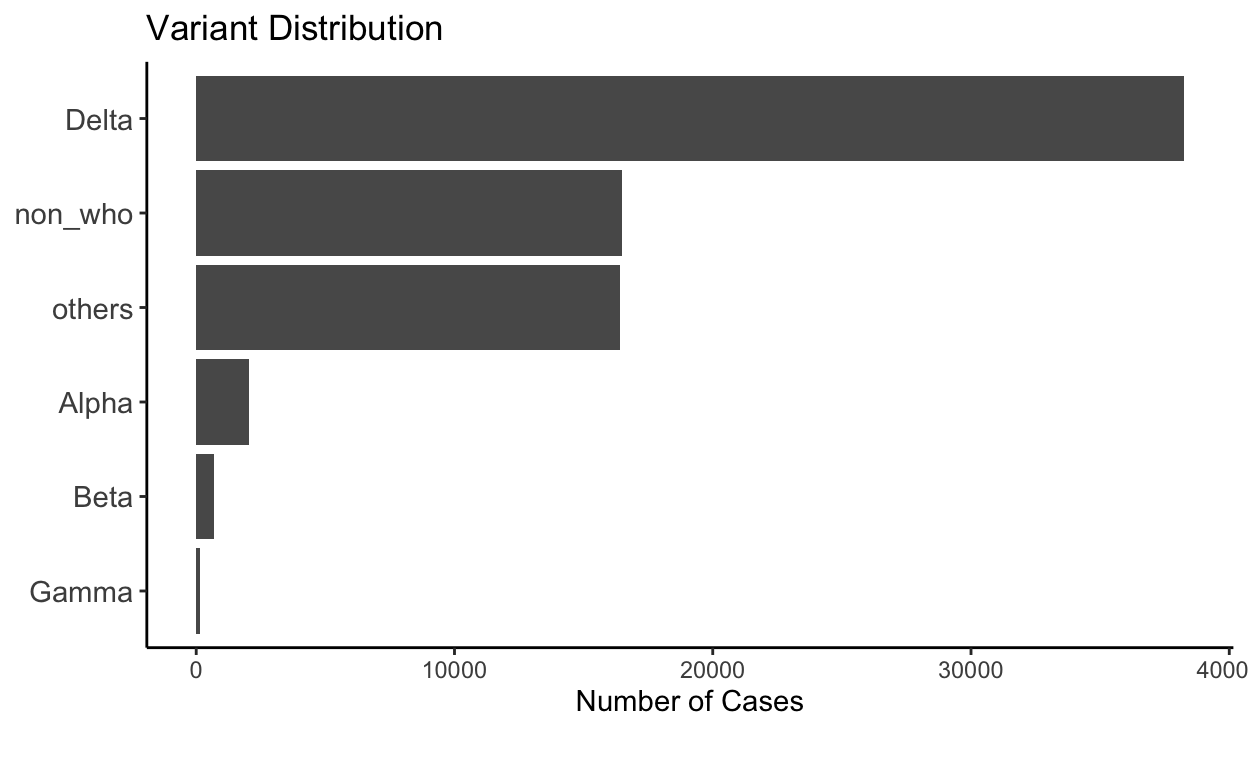 Variant Distribution
Delta
non_who
others
Alpha
Beta
Gamma
0 10000 20000 30000 4000
Number of Cases